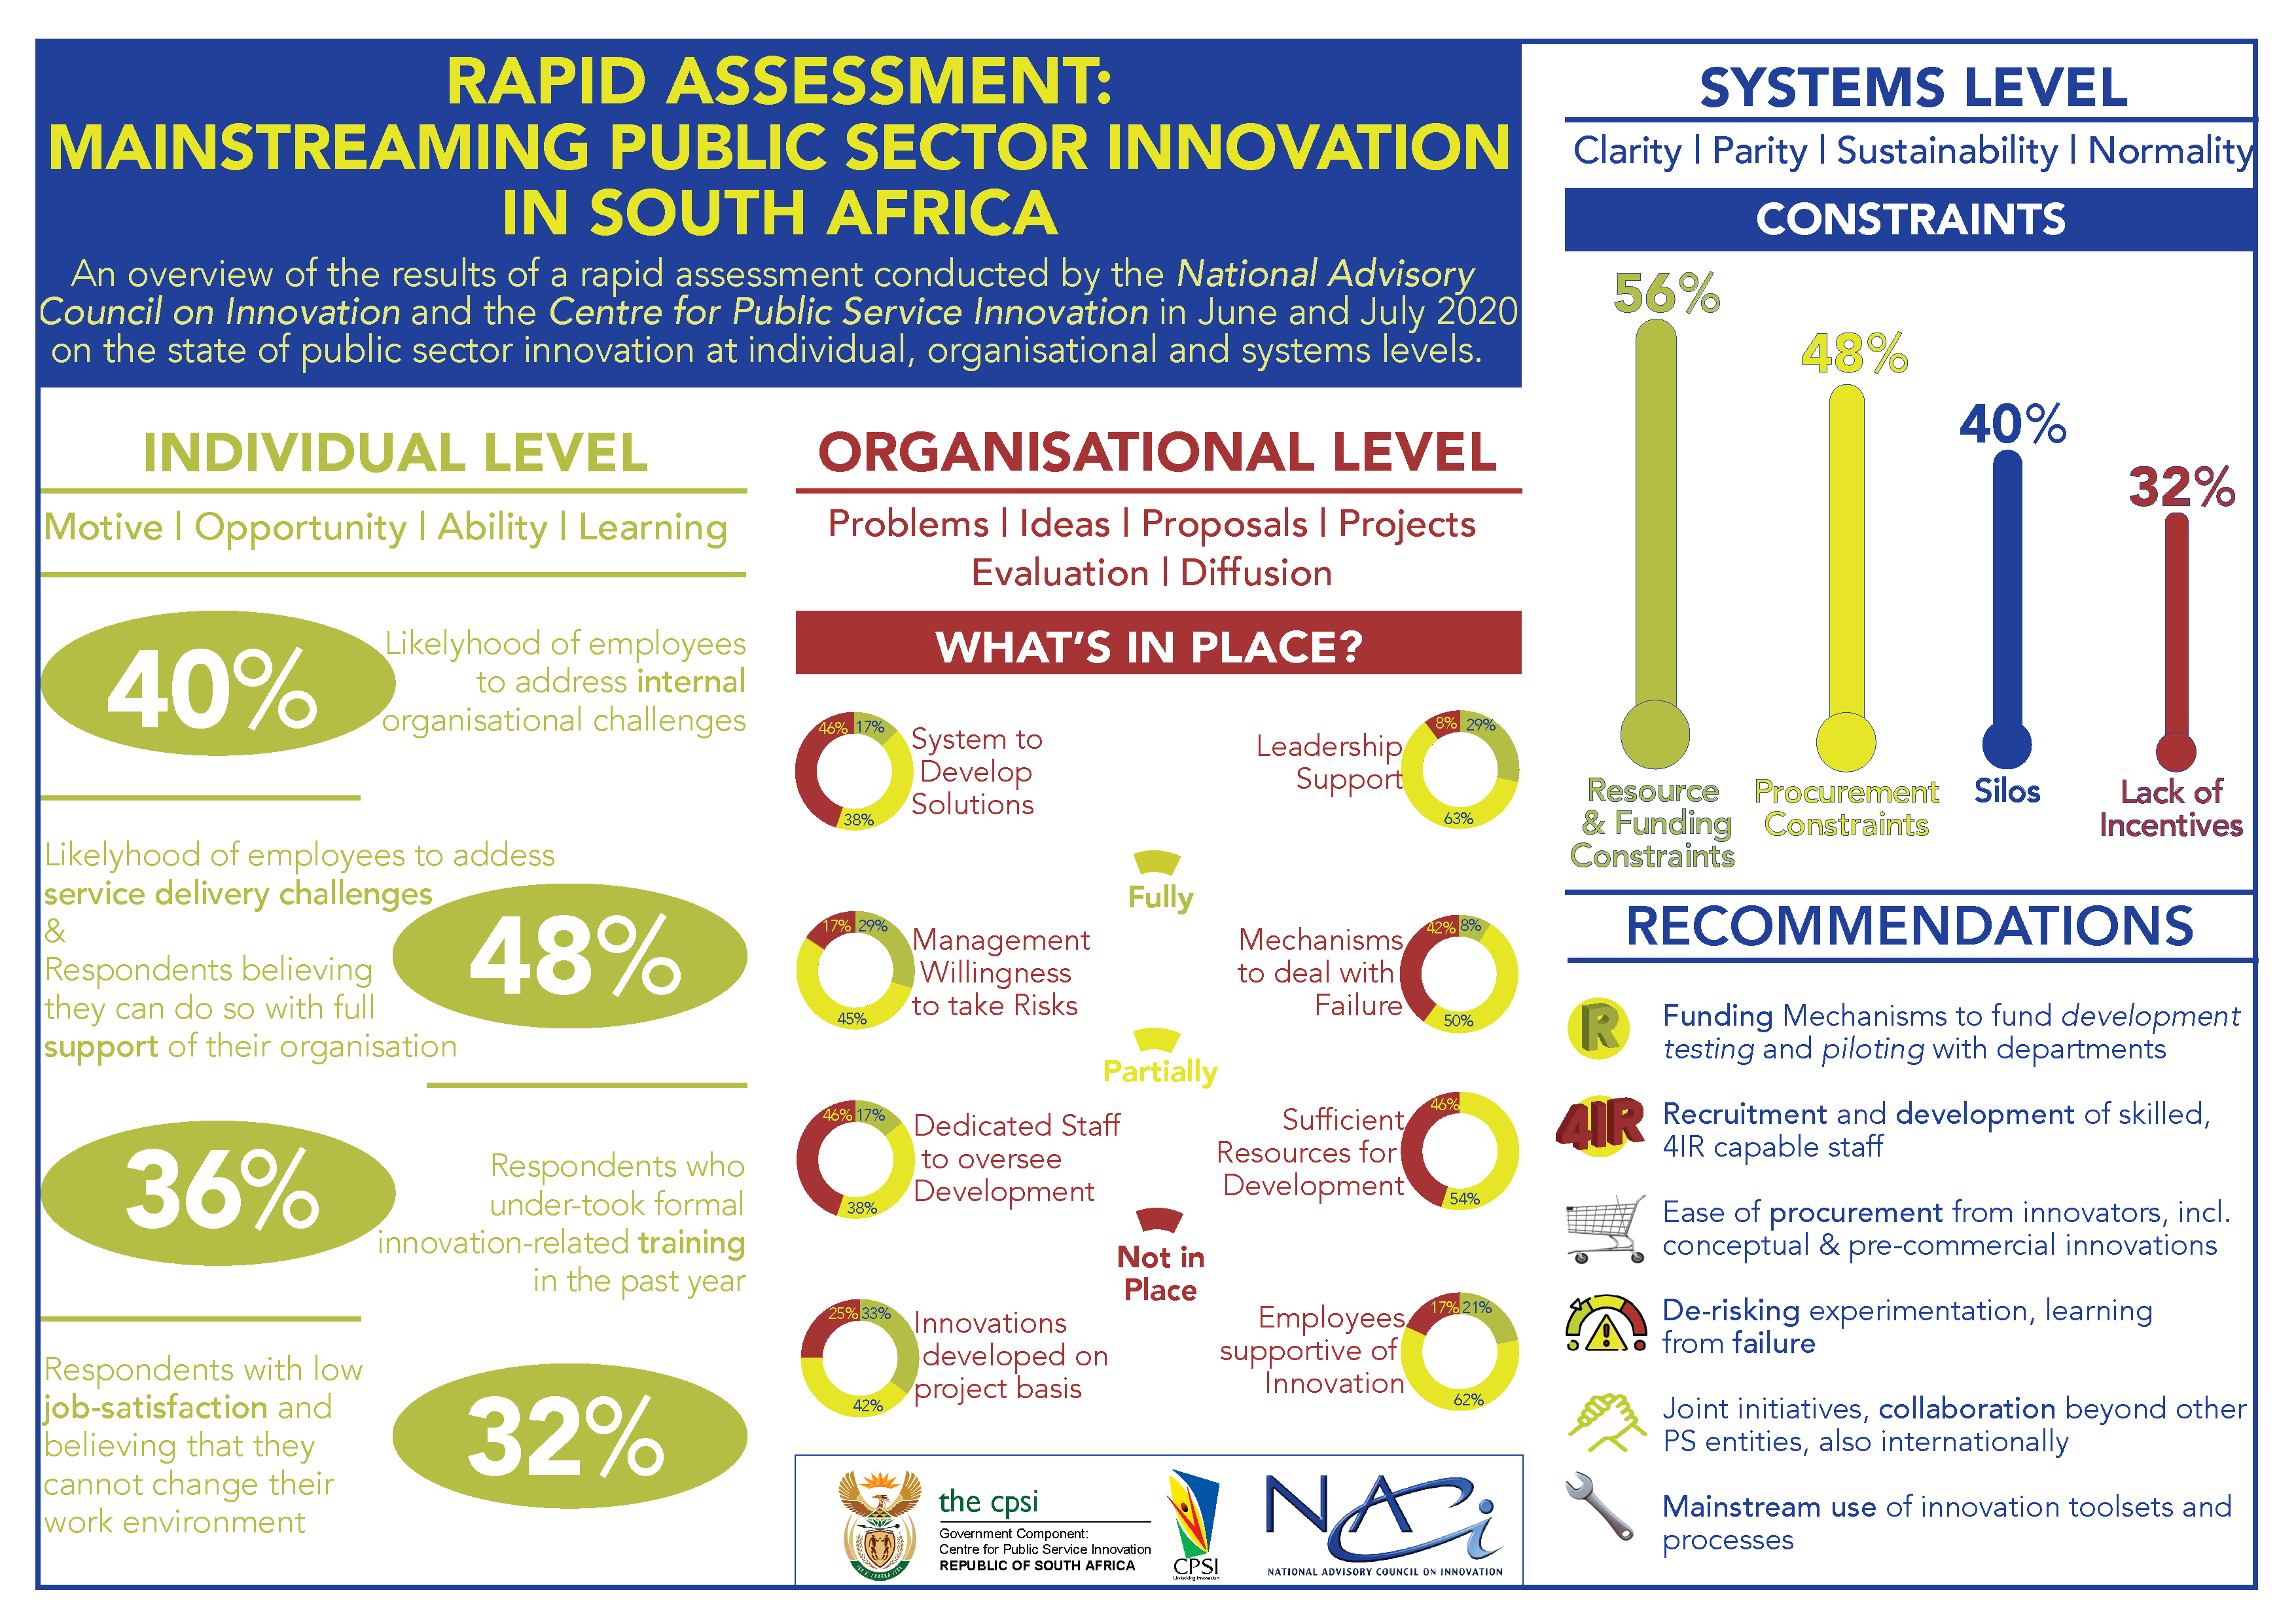 RAPID ASSESSMENT:
MAINSTREAMING PUBLIC SECTOR INNOVATION
IN SOUTH AFRICA
An overview of the results of a rapid assessment conducted by the National Advisory
Council on Innovation and the Centre for Public Service Innovation in June and July 2020
on the state of public sector innovation at individual, organisational and systems levels.
INDIVIDUAL LEVEL
Motive | Opportunity | Ability | Learning
40%
Likelyhood of employees
to address internal
organisational challenges
Likelyhood of employees to addess
service delivery challenges
&
Respondents believing
they can do so with full
support of their organisation
48%
36%
Respondents who
under-took formal
innovation-related training
in the past year
Respondents with low
job-satisfaction and
believing that they
cannot change their
work environment
32%
ORGANISATIONAL LEVEL
Problems | Ideas | Proposals | Projects
Evaluation | Diffusion
WHAT'S IN PLACE?
46% 17%
38%
System to
Develop
Solutions
Leadership
Support
8% 29%
63%
Fully
17% 29%
45%
Management
Willingness
to take Risks
Mechanisms
to deal with
Failure
42% 8%
50%
Partially
46% 17%
38%
Dedicated Staff
to oversee
Development
Sufficient
Resources for
Development
46%
54%
Not in
Place
25% 33%
42%
Innovations
developed on
project basis
Employees
supportive of
Innovation
17% 21%
62%
the cpsi
Government Component:
Centre for Public Service Innovation
REPUBLIC OF SOUTH AFRICA
CPSI
Unlocking Innovation
NACi
NATIONAL ADVISORY COUNCIL ON INNOVATION
SYSTEMS LEVEL
Clarity | Parity | Sustainability | Normality
CONSTRAINTS
56%
48%
40%
32%
Resource
& Funding
Constraints
Procurement
Constraints
Silos
Lack of
Incentives
RECOMMENDATIONS
R
Funding Mechanisms to fund development
testing and piloting with departments
4IR
Recruitment and development of skilled,
4IR capable staff
Ease of procurement from innovators, incl.
conceptual & pre-commercial innovations
De-risking experimentation, learning
from failure
Joint initiatives, collaboration beyond other
PS entities, also internationally
Mainstream use of innovation toolsets and
processes